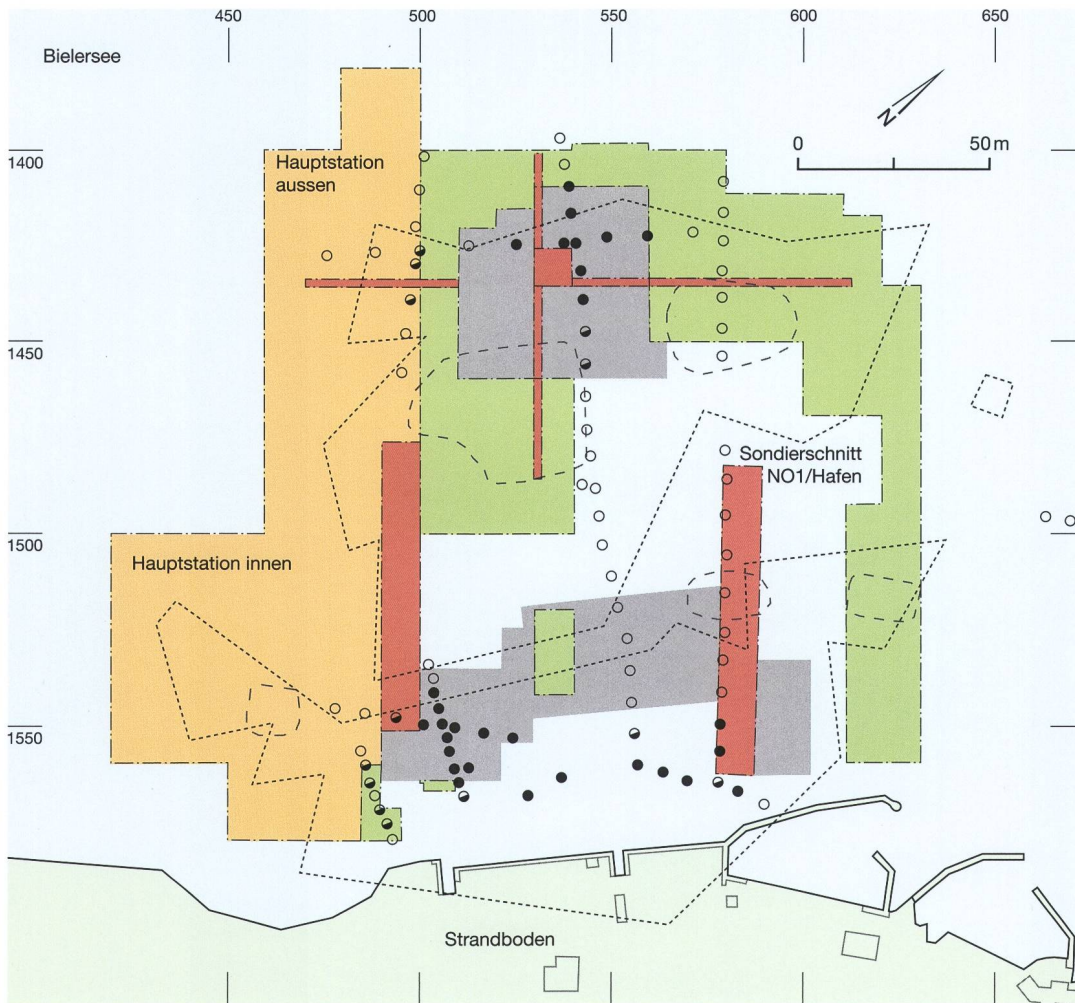 450
500
550
600
650
Bielersee
N
0
50 m
1400
Hauptstation
aussen
1450
Sondierschnitt
NO1/Hafen
1500
Hauptstation innen
1550
Strandboden